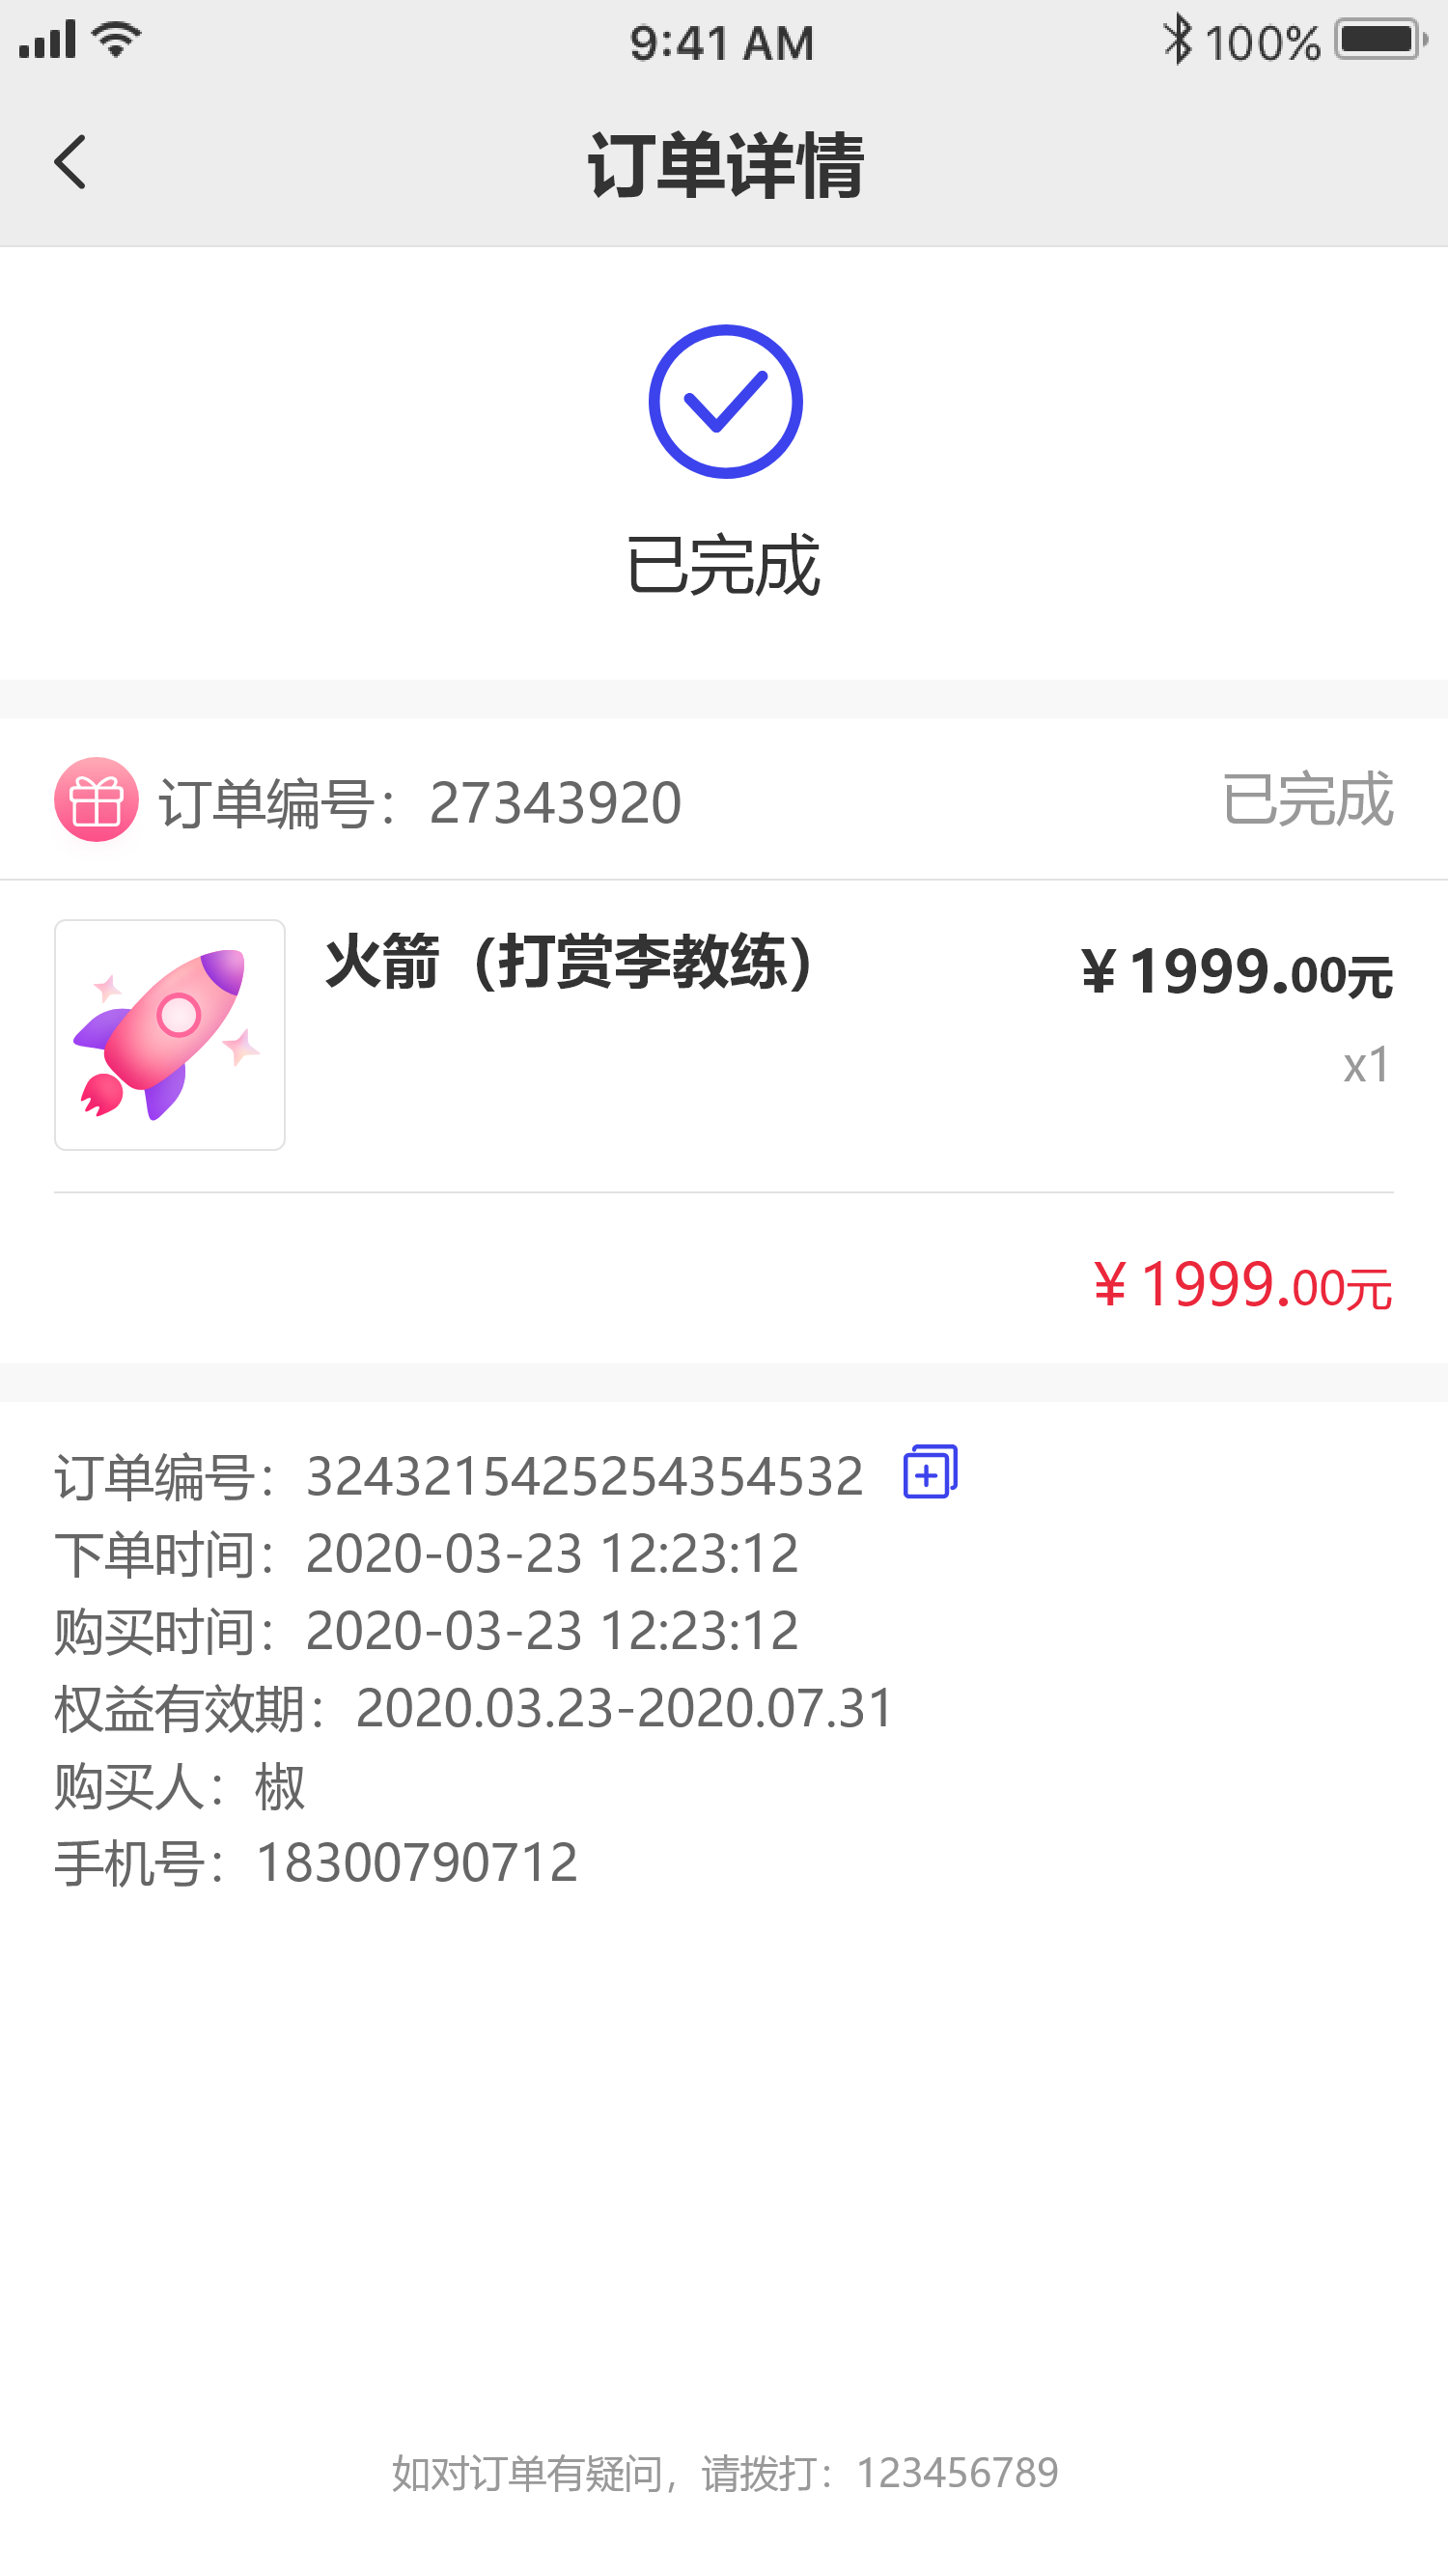 9:41 AM
100%
订单详情
已完成
订单编号：27343920
已完成
火箭（打赏李教练）
¥1999.00元
x1
¥1999.00元
订单编号：3243215425254354532
下单时间：2020-03-23 12:23:12
购买时间：2020-03-23 12:23:12
权益有效期：2020.03.23-2020.07.31
购买人：椒
手机号：18300790712
如对订单有疑问，请拨打：123456789